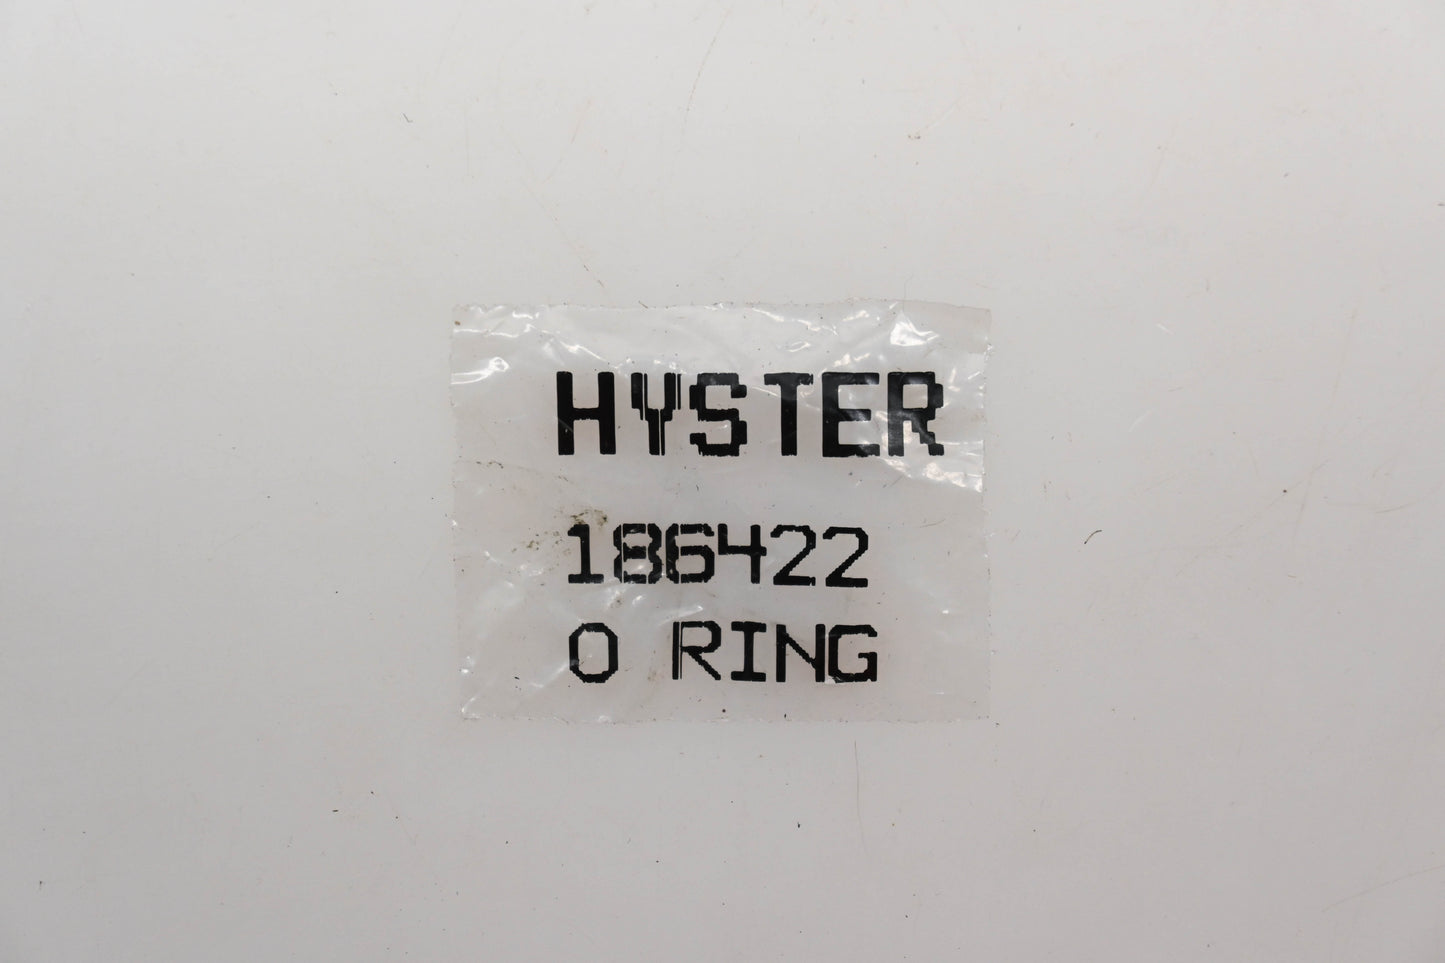 HYSTER
186422
O RING